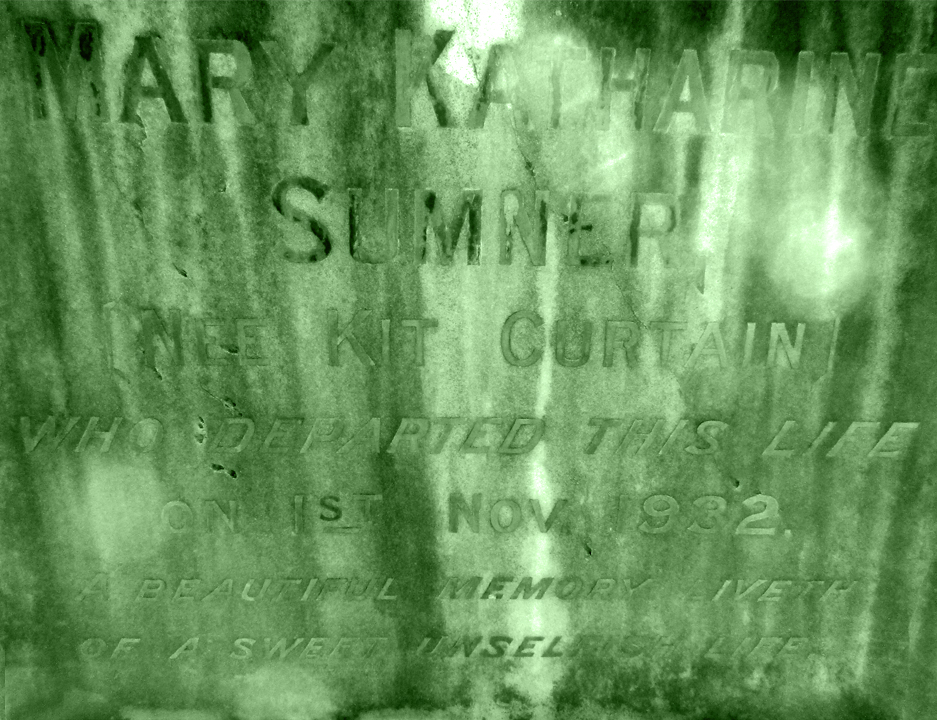 MARY KATHARINE
SUMNER,
[NEE KIT CURTAIN]
WHO DEPARTED THIS LIFE
ON 1ST NOV. 1932.
A BEAUTIFUL MEMORY LIVETH
OF A SWEET UNSELFISH LIFE.